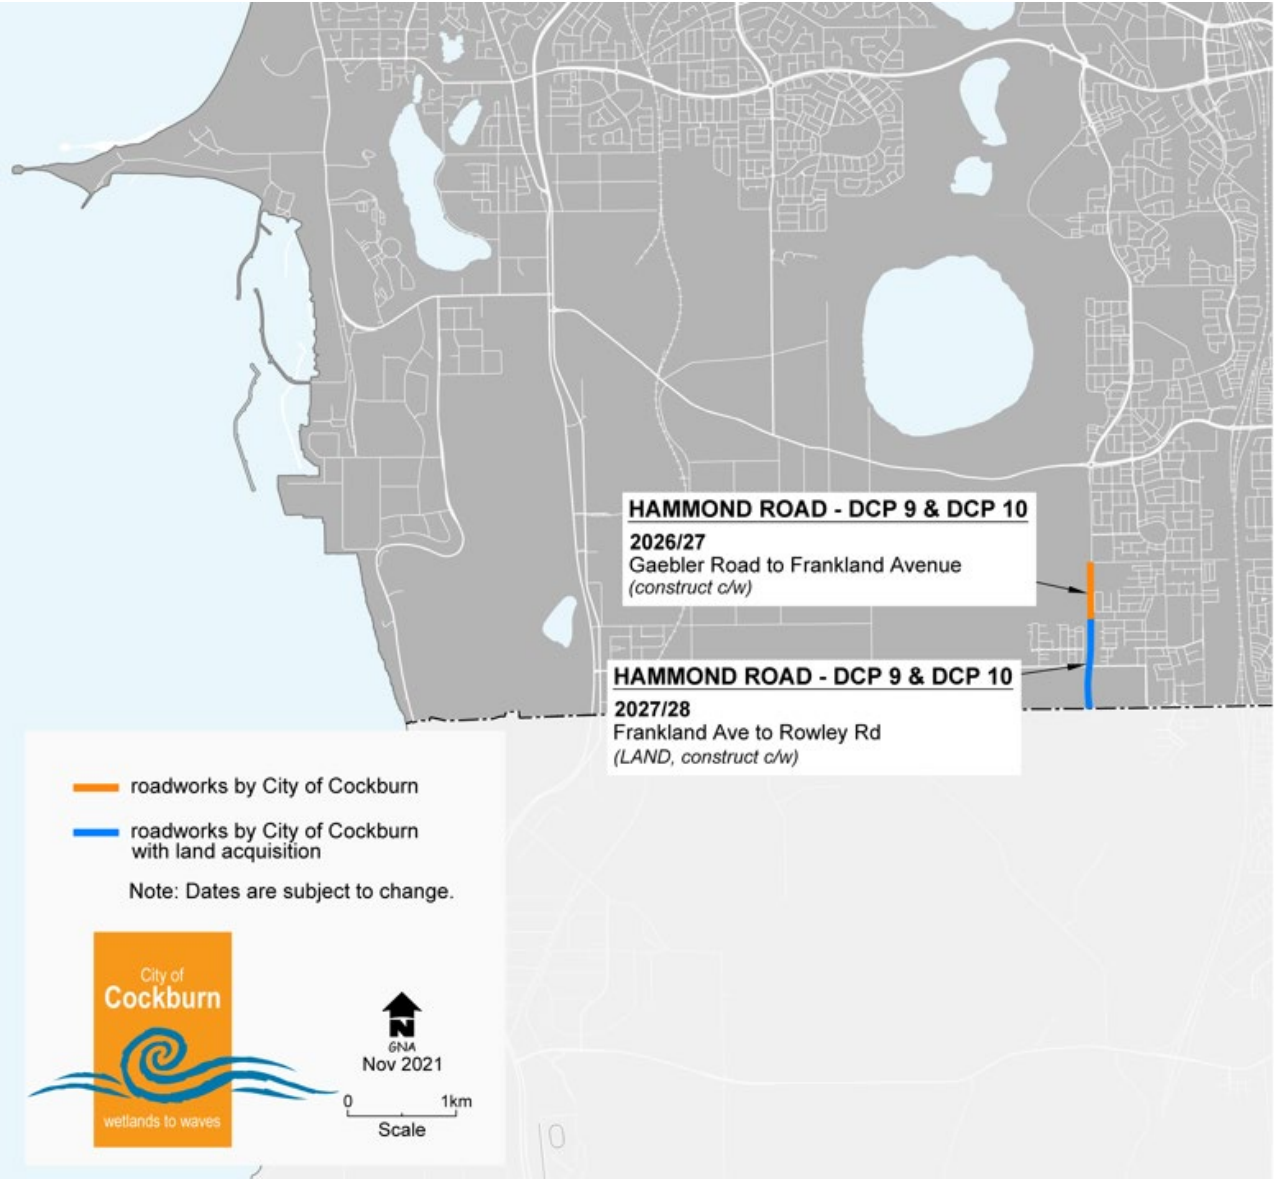 HAMMOND ROAD - DCP 9 & DCP 10
2026/27
Gaebler Road to Frankland Avenue
(construct c/w)
HAMMOND ROAD - DCP 9 & DCP 10
2027/28
Frankland Ave to Rowley Rd
(LAND, construct c/w)
roadworks by City of Cockburn
roadworks by City of Cockburn
with land acquisition
Note: Dates are subject to change.
City of
Cockburn
wetlands to waves
N
GNA
Nov 2021
0 1km
Scale